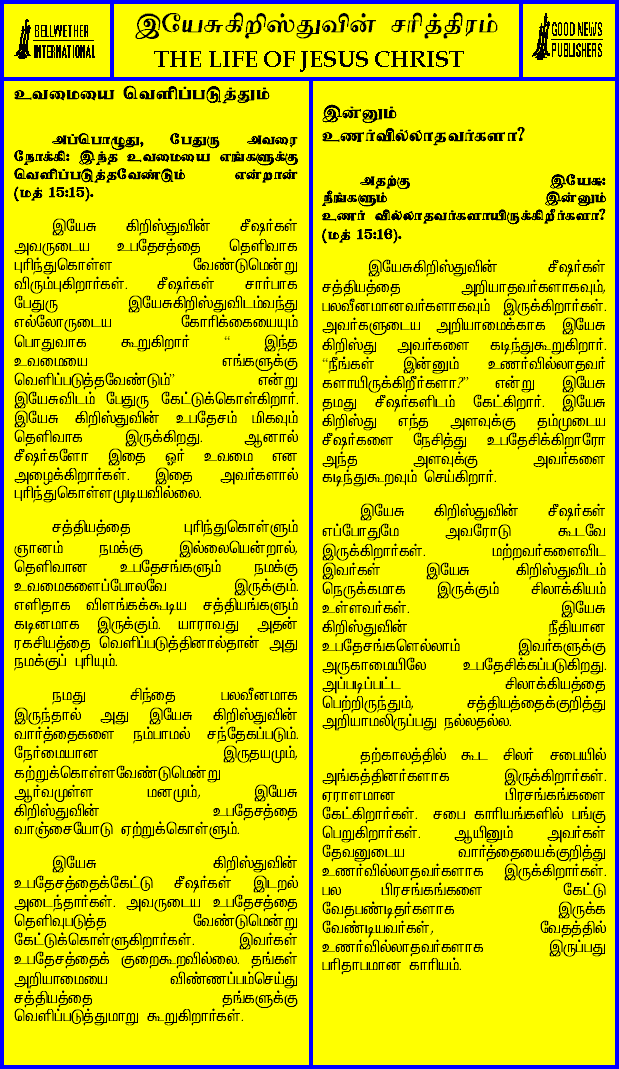 BELLWETHER
INTERNATIONAL
இயேசுகிறிஸ்துவின் சரித்திரம்
THE LIFE OF JESUS CHRIST
GOOD NEWS
PUBLISHERS
உவமையை வெளிப்படுத்தும்
அப்பொழுது, பேதுரு அவரை
நோக்கி: இந்த உவமையை எங்களுக்கு
வெளிப்படுத்தவேண்டும் என்றான்
(மத் 15:15).
இயேசு கிறிஸ்துவின் சீஷர்கள்
அவருடைய உபதேசத்தை தெளிவாக
புரிந்துகொள்ள வேண்டுமென்று
விரும்புகிறார்கள். சீஷர்கள் சார்பாக
பேதுரு இயேசுகிறிஸ்துவிடம்வந்து
எல்லோருடைய கோரிக்கையையும்
பொதுவாக கூறுகிறார் “ இந்த
உவமையை எங்களுக்கு
வெளிப்படுத்தவேண்டும்” என்று
இயேசுவிடம் பேதுரு கேட்டுக்கொள்கிறார்.
இயேசு கிறிஸ்துவின் உபதேசம் மிகவும்
தெளிவாக இருக்கிறது. ஆனால்
சீஷர்களோ இதை ஓர் உவமை என
அழைக்கிறார்கள். இதை அவர்களால்
புரிந்துகொள்ளமுடியவில்லை.
சத்தியத்தை புரிந்துகொள்ளும்
ஞானம் நமக்கு இல்லையென்றால்,
தெளிவான உபதேசங்களும் நமக்கு
உவமைகளைப்போலவே இருக்கும்.
எளிதாக விளங்கக்கூடிய சத்தியங்களும்
கடினமாக இருக்கும். யாராவது அதன்
ரகசியத்தை வெளிப்படுத்தினால்தான் அது
நமக்குப் புரியும்.
நமது சிந்தை பலவீனமாக
இருந்தால் அது இயேசு கிறிஸ்துவின்
வார்த்தைகளை நம்பாமல் சந்தேகப்படும்.
நேர்மையான இருதயமும்,
கற்றுக்கொள்ளவேண்டுமென்று
ஆர்வமுள்ள மனமும், இயேசு
கிறிஸ்துவின் உபதேசத்தை
வாஞ்சையோடு ஏற்றுக்கொள்ளும்.
இயேசு கிறிஸ்துவின்
உபதேசத்தைக்கேட்டு சீஷர்கள் இடறல்
அடைந்தார்கள். அவருடைய உபதேசத்தை
தெளிவுபடுத்த வேண்டுமென்று
கேட்டுக்கொள்ளுகிறார்கள். இவர்கள்
உபதேசத்தைக் குறைகூறவில்லை. தங்கள்
அறியாமையை விண்ணப்பம்செய்து
சத்தியத்தை தங்களுக்கு
வெளிப்படுத்துமாறு கூறுகிறார்கள்.
இன்னும்
உணர்வில்லாதவர்களா?
அதற்கு இயேசு:
நீங்களும் இன்னும்
உணர் வில்லாதவர்களாயிருக்கிறீர்களா?
(மத் 15:16).
இயேசுகிறிஸ்துவின் சீஷர்கள்
சத்தியத்தை அறியாதவர்களாகவும்,
பலவீனமானவர்களாகவும் இருக்கிறார்கள்.
அவர்களுடைய அறியாமைக்காக இயேசு
கிறிஸ்து அவர்களை கடிந்துகூறுகிறார்.
“நீங்கள் இன்னும் உணர்வில்லாதவர்
களாயிருக்கிறீர்களா?” என்று இயேசு
தமது சீஷர்களிடம் கேட்கிறார். இயேசு
கிறிஸ்து எந்த அளவுக்கு தம்முடைய
சீஷர்களை நேசித்து உபதேசிக்கிறாரோ
அந்த அளவுக்கு அவர்களை
கடிந்துகூறவும் செய்கிறார்.
இயேசு கிறிஸ்துவின் சீஷர்கள்
எப்போதுமே அவரோடு கூடவே
இருக்கிறார்கள். மற்றவர்களைவிட
இவர்கள் இயேசு கிறிஸ்துவிடம்
நெருக்கமாக இருக்கும் சிலாக்கியம்
உள்ளவர்கள். இயேசு
கிறிஸ்துவின் நீதியான
உபதேசங்களெல்லாம் இவர்களுக்கு
அருகாமையிலே உபதேசிக்கப்படுகிறது.
அப்படிப்பட்ட சிலாக்கியத்தை
பெற்றிருந்தும், சத்தியத்தைக்குறித்து
அறியாமலிருப்பது நல்லதல்ல.
தற்காலத்தில் கூட சிலர் சபையில்
அங்கத்தினர்களாக இருக்கிறார்கள்.
ஏராளமான பிரசங்கங்களை
கேட்கிறார்கள். சபை காரியங்களில் பங்கு
பெறுகிறார்கள். ஆயினும் அவர்கள்
தேவனுடைய வார்த்தையைக்குறித்து
உணர்வில்லாதவர்களாக இருக்கிறார்கள்.
பல பிரசங்கங்களை கேட்டு
வேதபண்டிதர்களாக இருக்க
வேண்டியவர்கள், வேதத்தில்
உணர்வில்லாதவர்களாக இருப்பது
பரிதாபமான காரியம்.